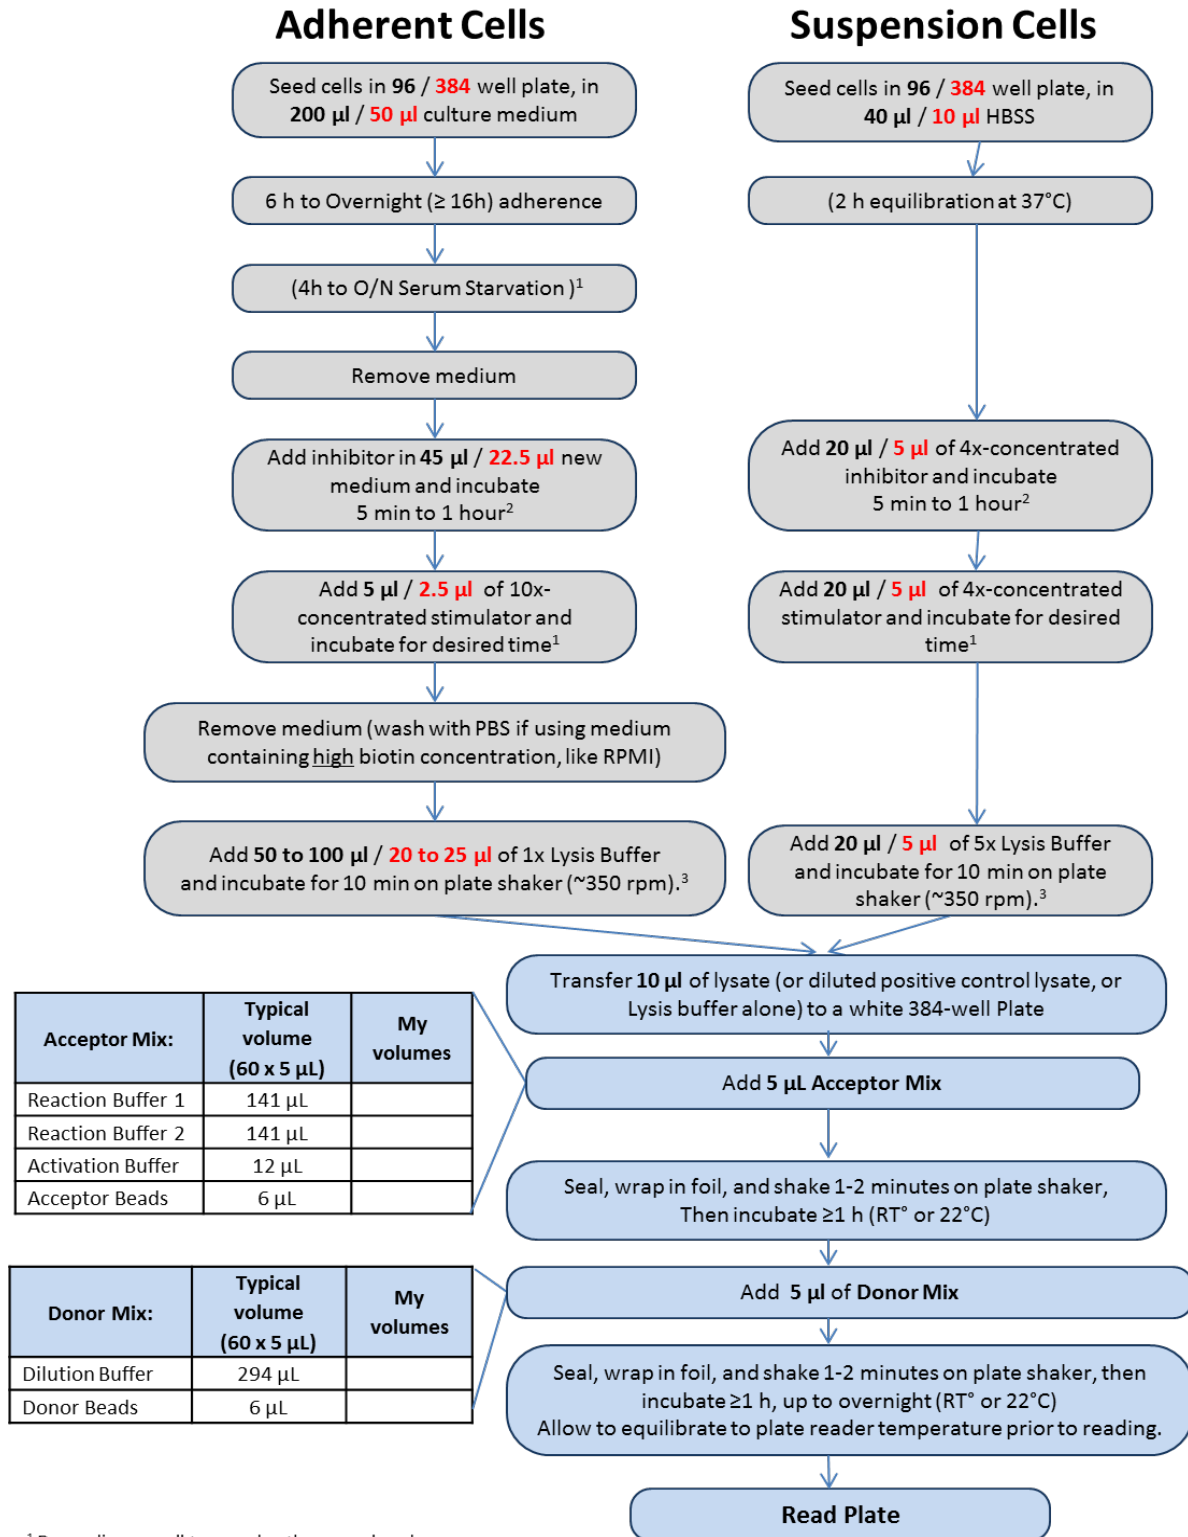 Adherent Cells
Seed cells in 96 / 384 well plate, in
200 µl / 50 µl culture medium
6 h to Overnight (≥ 16h) adherence
(4h to O/N Serum Starvation )¹
Remove medium
Add inhibitor in 45 µl / 22.5 µl new
medium and incubate
5 min to 1 hour²
Add 5 µl / 2.5 µl of 10x-
concentrated stimulator and
incubate for desired time¹
Remove medium (wash with PBS if using medium
containing high biotin concentration, like RPMI)
Add 50 to 100 µl / 20 to 25 µl of 1x Lysis Buffer
and incubate for 10 min on plate shaker (~350 rpm).³
Suspension Cells
Seed cells in 96 / 384 well plate, in
40 µl / 10 µl HBSS
(2 h equilibration at 37°C)
Add 20 µl / 5 µl of 4x-concentrated
inhibitor and incubate
5 min to 1 hour²
Add 20 µl / 5 µl of 4x-concentrated
stimulator and incubate for desired
time¹
Add 20 µl / 5 µl of 5x Lysis Buffer
and incubate for 10 min on plate
shaker (~350 rpm).³
Transfer 10 µl of lysate (or diluted positive control lysate, or
Lysis buffer alone) to a white 384-well Plate
Acceptor Mix: Typical volume (60 x 5 µL) My volumes
Reaction Buffer 1 141 µL
Reaction Buffer 2 141 µL
Activation Buffer 12 µL
Acceptor Beads 6 µL
Add 5 µL Acceptor Mix
Seal, wrap in foil, and shake 1-2 minutes on plate shaker,
Then incubate ≥1 h (RT° or 22°C)
Donor Mix: Typical volume (60 x 5 µL) My volumes
Dilution Buffer 294 µL
Donor Beads 6 µL
Add 5 µl of Donor Mix
Seal, wrap in foil, and shake 1-2 minutes on plate shaker, then
incubate ≥1 h, up to overnight (RT° or 22°C)
Allow to equilibrate to plate reader temperature prior to reading.
Read Plate